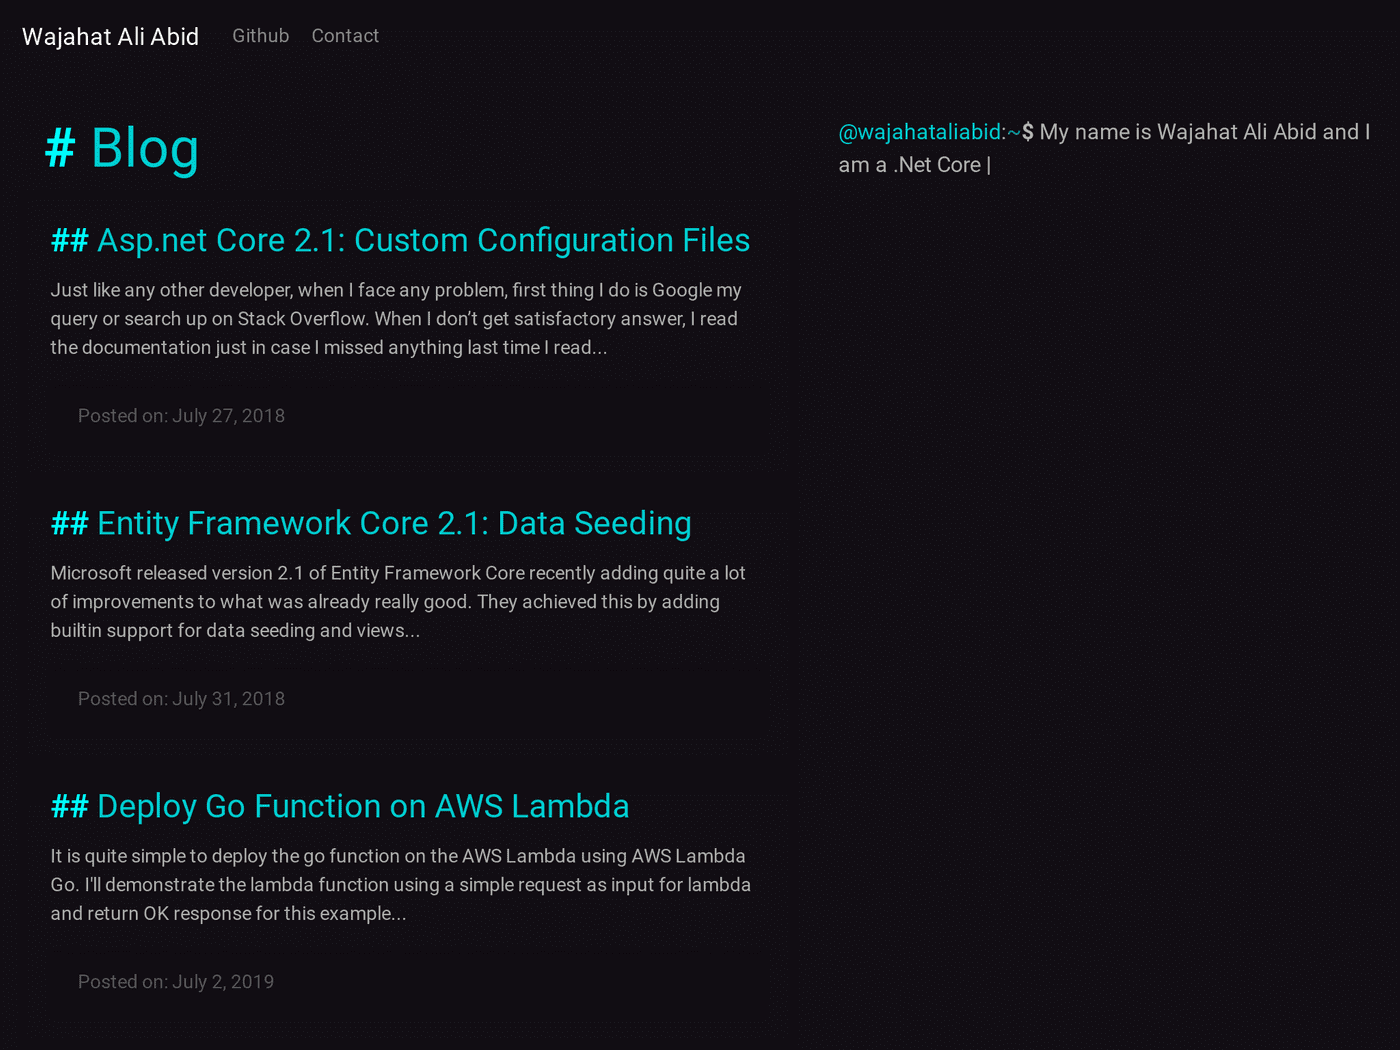 Wajahat Ali Abid Github Contact
# Blog
## Asp.net Core 2.1: Custom Configuration Files
Just like any other developer, when I face any problem, first thing I do is Google my
query or search up on Stack Overflow. When I don’t get satisfactory answer, I read
the documentation just in case I missed anything last time I read...
Posted on: July 27, 2018
## Entity Framework Core 2.1: Data Seeding
Microsoft released version 2.1 of Entity Framework Core recently adding quite a lot
of improvements to what was already really good. They achieved this by adding
builtin support for data seeding and views...
Posted on: July 31, 2018
## Deploy Go Function on AWS Lambda
It is quite simple to deploy the go function on the AWS Lambda using AWS Lambda
Go. I'll demonstrate the lambda function using a simple request as input for lambda
and return OK response for this example...
Posted on: July 2, 2019
@wajahataliabid:~$ My name is Wajahat Ali Abid and I
am a .Net Core |